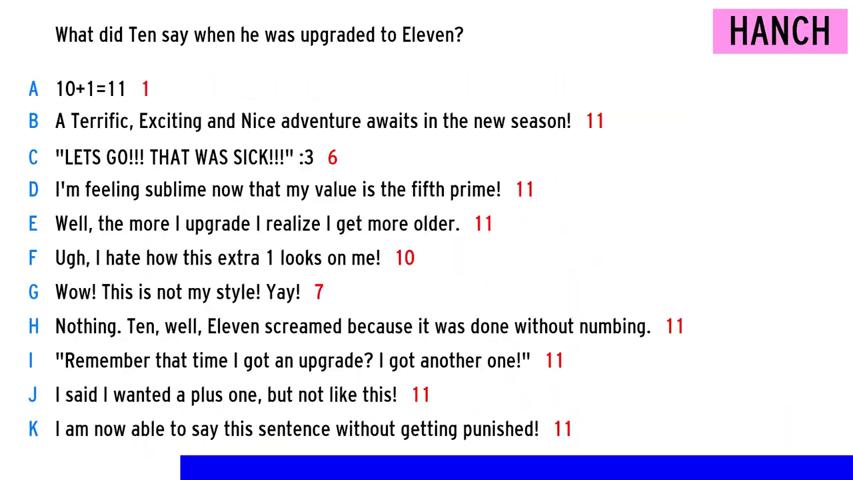 What did Ten say when he was upgraded to Eleven?
HANCH
A 10+1=11 1
B A Terrific, Exciting and Nice adventure awaits in the new season! 11
C "LETS GO!!! THAT WAS SICK!!!" :3 6
D I'm feeling sublime now that my value is the fifth prime! 11
E Well, the more I upgrade I realize I get more older. 11
F Ugh, I hate how this extra 1 looks on me! 10
G Wow! This is not my style! Yay! 7
H Nothing. Ten, well, Eleven screamed because it was done without numbing. 11
I "Remember that time I got an upgrade? I got another one!" 11
J I said I wanted a plus one, but not like this! 11
K I am now able to say this sentence without getting punished! 11